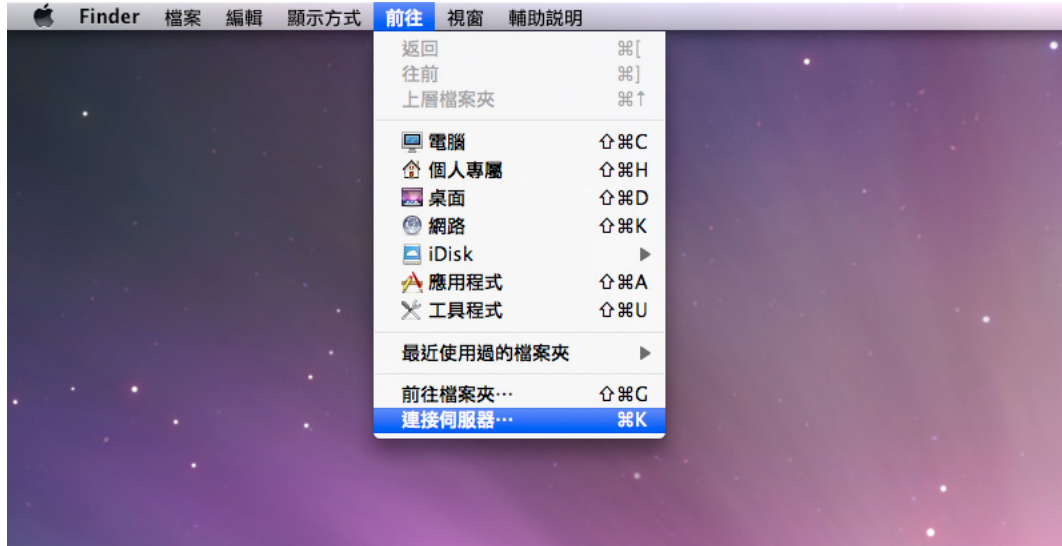 Finder 檔案 編輯 顯示方式 前往 視窗 輔助説明
返回 ⌘[
往前 ⌘]
上層檔案夾 ⌘↑
電腦 ⇧⌘C
個人專屬 ⇧⌘H
桌面 ⇧⌘D
網路 ⇧⌘K
iDisk ▶
應用程式 ⇧⌘A
工具程式 ⇧⌘U
最近使用過的檔案夾 ▶
前往檔案夾⋯ ⇧⌘G
連接伺服器⋯ ⌘K